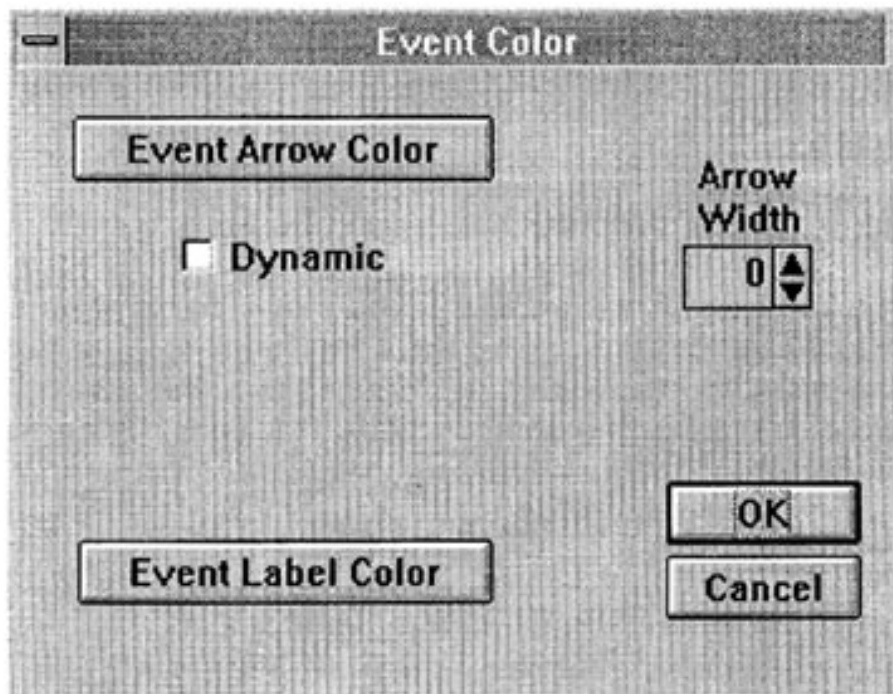 Event Color
Event Arrow Color
Arrow
Width
Dynamic
0
OK
Event Label Color
Cancel